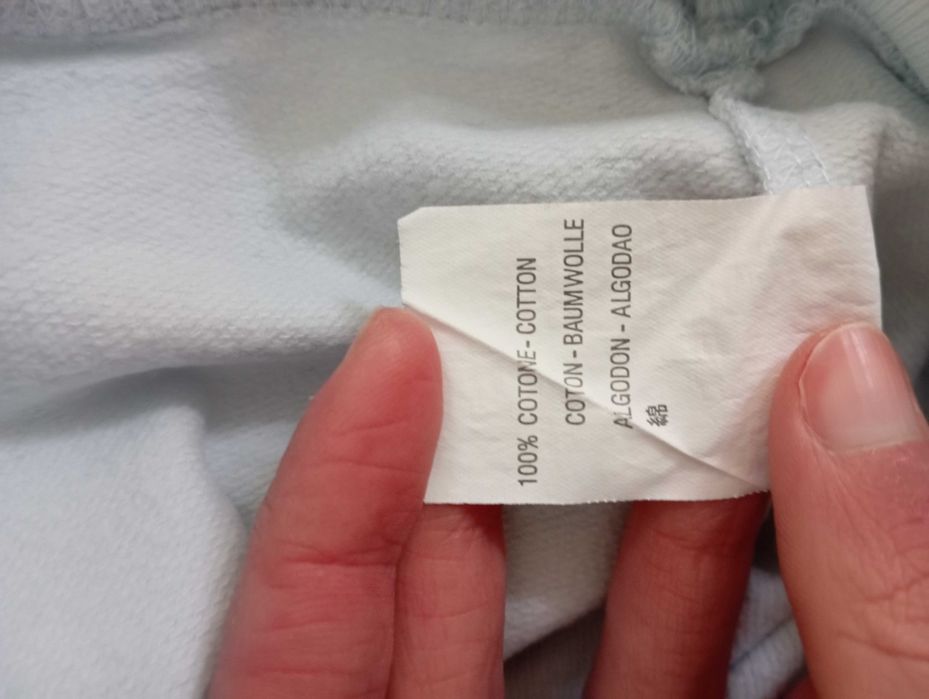 100% COTONE - COTTON
COTON - BAUMWOLLE
ALGODON - ALGODAO
綿